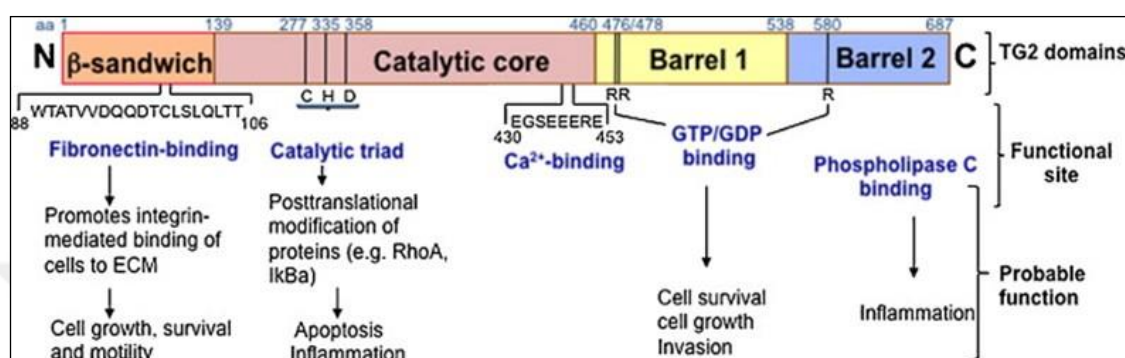 aa 1 139 277 335 358 460 476/478 538 580 687
N β-sandwich Catalytic core Barrel 1 Barrel 2 C TG2 domains
C H D RR R
88 WTATVVDQQDTCLSLQLTT 106
430 EGSEEERE 453
Fibronectin-binding
Catalytic triad
Ca²⁺-binding
GTP/GDP
binding
Phospholipase C
binding
Functional
site
Promotes integrin-
mediated binding of
cells to ECM
Posttranslational
modification of
proteins (e.g. RhoA,
IkBa)
Cell growth, survival
and motility
Apoptosis
Inflammation
Cell survival
cell growth
Invasion
Inflammation
Probable
function